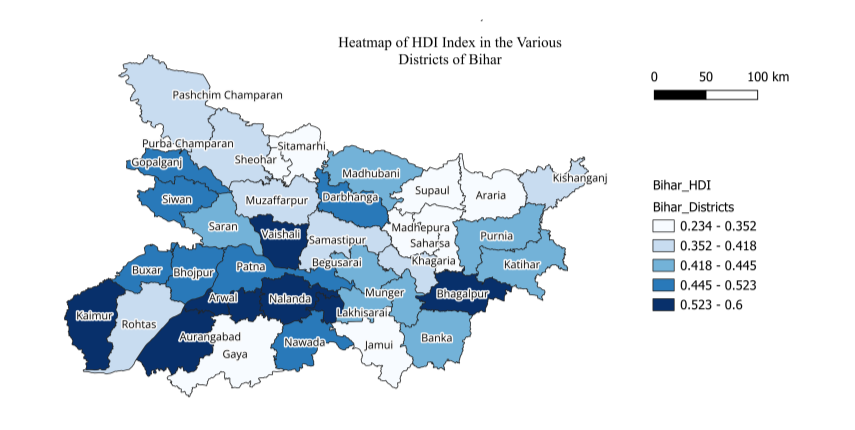 Heatmap of HDI Index in the Various
Districts of Bihar
0 50 100 km
Pashchim Champaran
Purba Champaran
Sitamarhi
Gopalganj
Sheohar
Madhubani
Kishanganj
Supaul
Araria
Siwan
Muzaffarpur
Darbhanga
Saran
Vaishali
Madhepura
Samastipur
Saharsa
Purnia
Begusarai
Khagaria
Katihar
Buxar
Bhojpur
Patna
Arwal
Nalanda
Munger
Bhagalpur
Kaimur
Rohtas
Lakhisarai
Aurangabad
Nawada
Jamui
Banka
Gaya
Bihar_HDI
Bihar_Districts
0.234 - 0.352
0.352 - 0.418
0.418 - 0.445
0.445 - 0.523
0.523 - 0.6